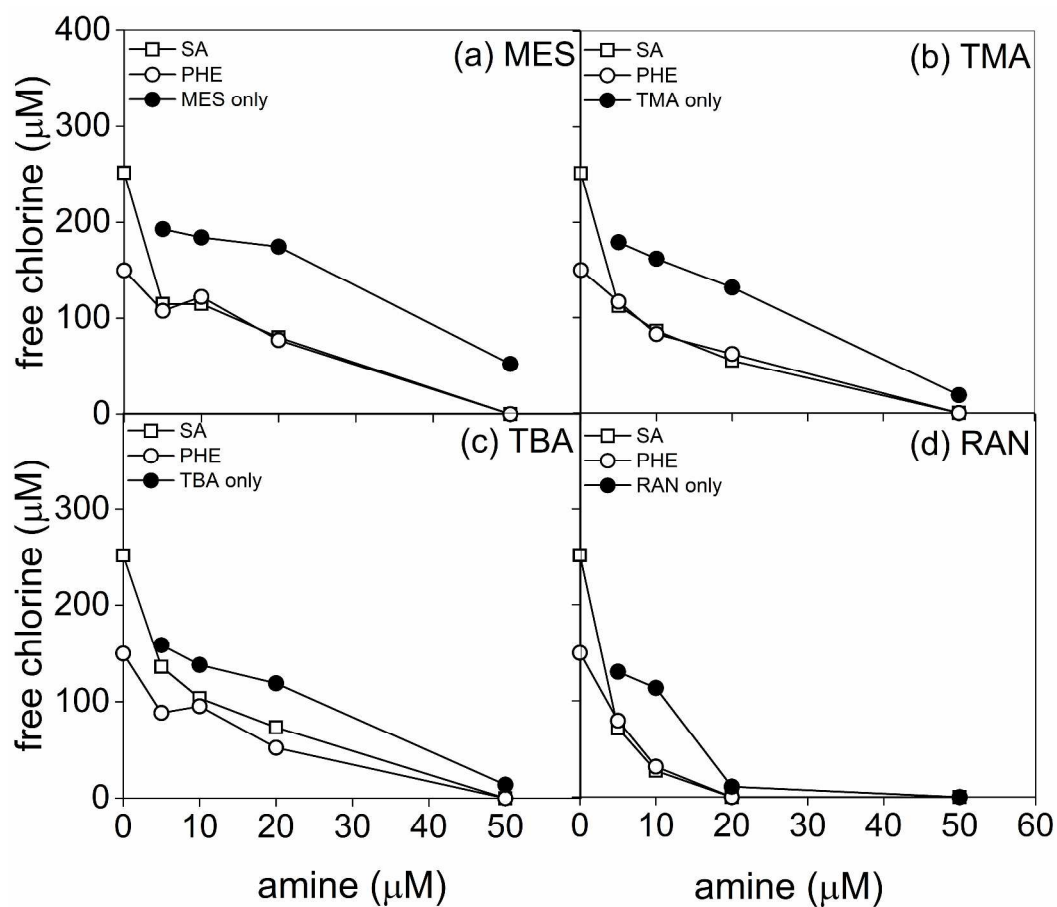 400
300
200
100
0
free chlorine (μM)
SA
PHE
MES only
(a) MES
SA
PHE
TMA only
(b) TMA
300
200
100
0
free chlorine (μM)
SA
PHE
TBA only
(c) TBA
SA
PHE
RAN only
(d) RAN
0 10 20 30 40 50 0 10 20 30 40 50 60
amine (μM) amine (μM)